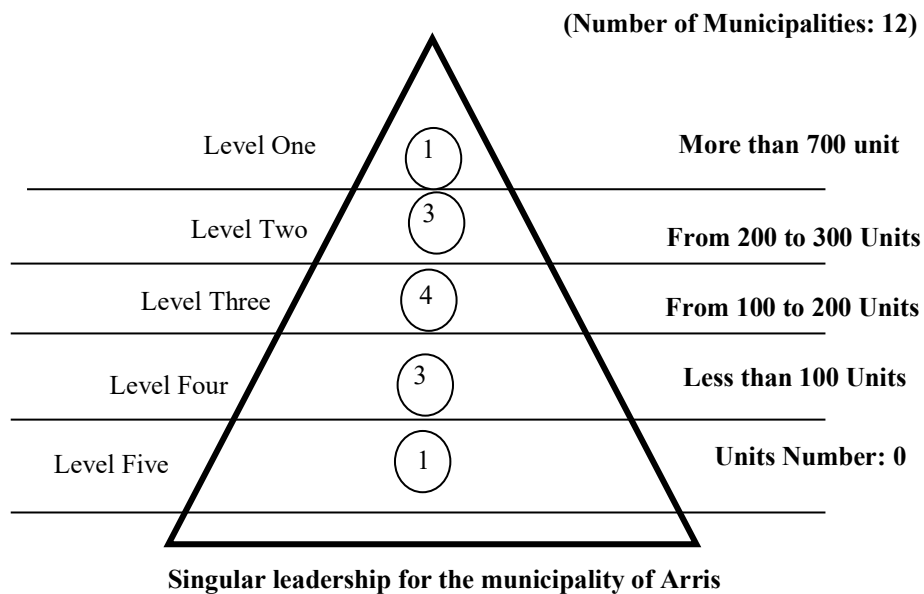 (Number of Municipalities: 12)
Level One
1
More than 700 unit
Level Two
3
From 200 to 300 Units
Level Three
4
From 100 to 200 Units
Level Four
3
Less than 100 Units
Level Five
1
Units Number: 0
Singular leadership for the municipality of Arris